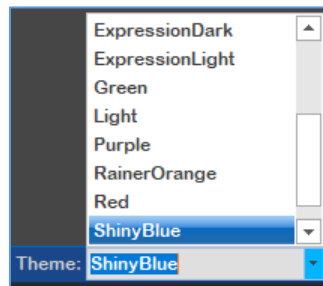 ExpressionDark
ExpressionLight
Green
Light
Purple
RainerOrange
Red
ShinyBlue
Theme: ShinyBlue